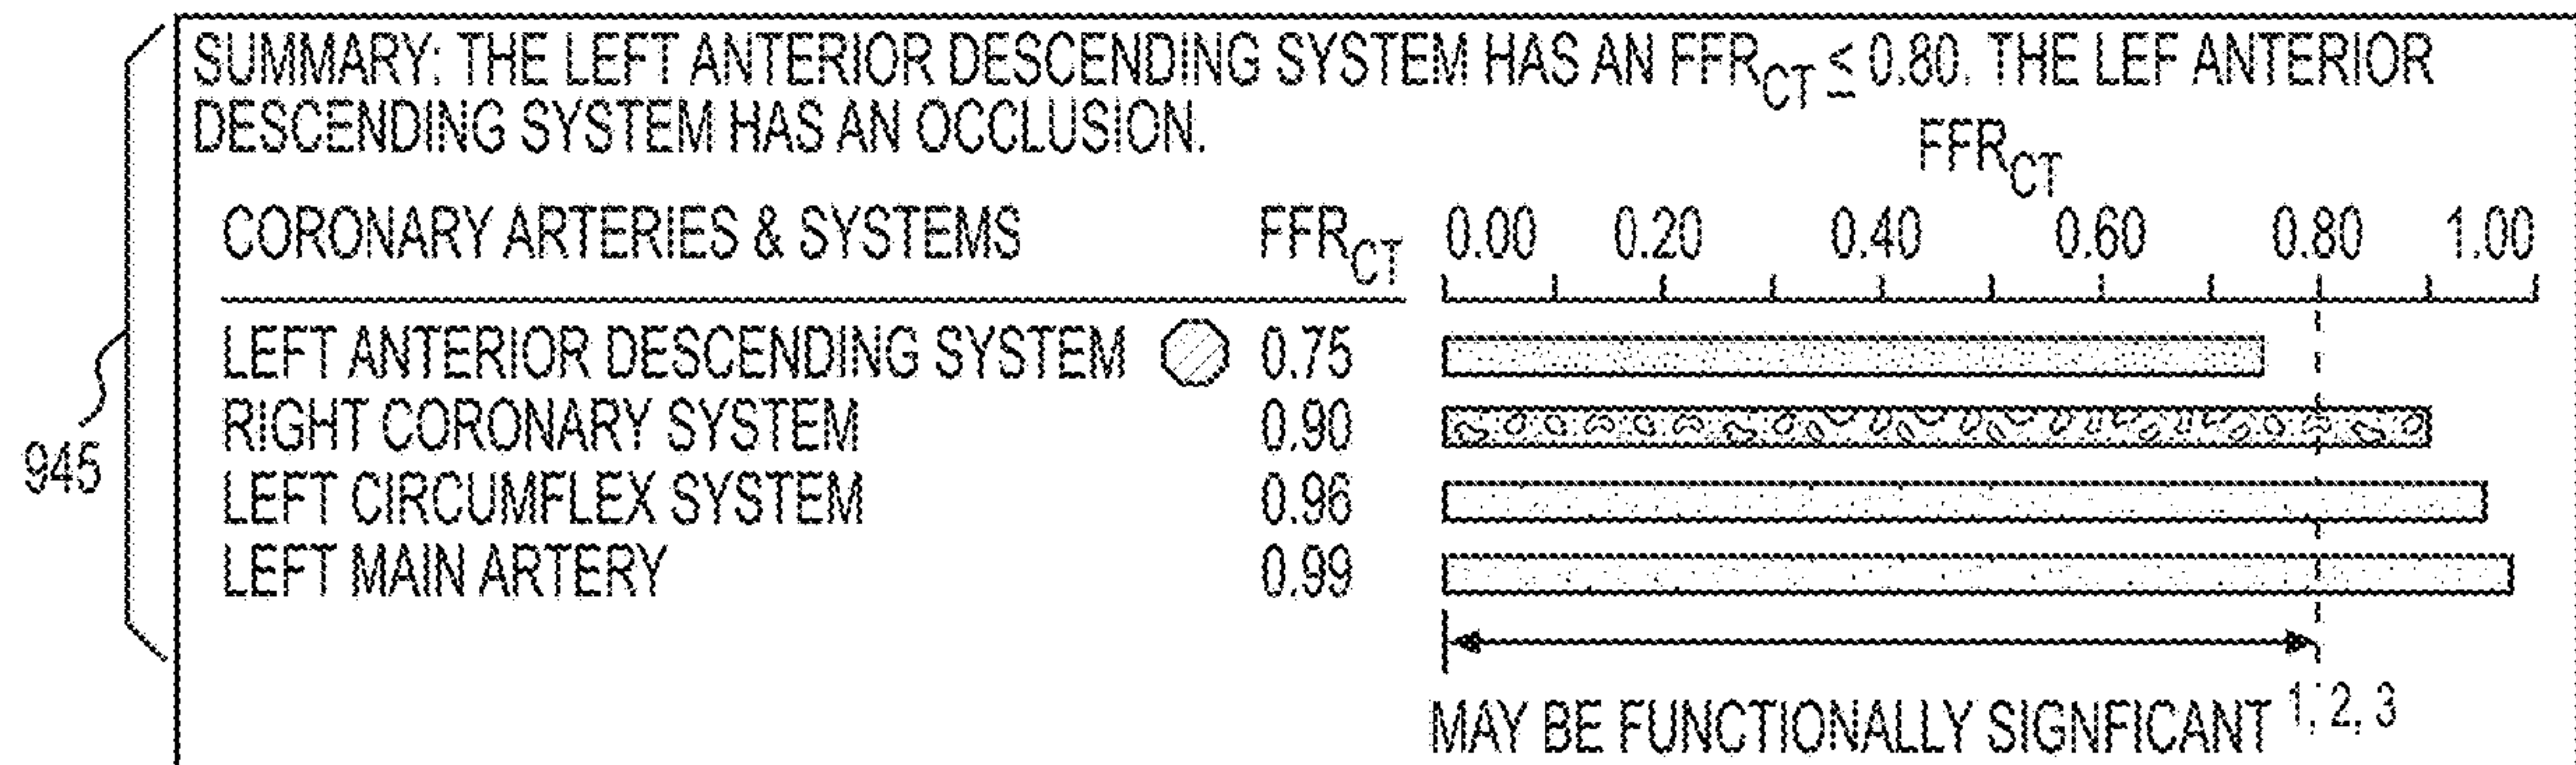 SUMMARY: THE LEFT ANTERIOR DESCENDING SYSTEM HAS AN FFRCT ≤ 0.80. THE LEF ANTERIOR
DESCENDING SYSTEM HAS AN OCCLUSION.
FFRCT
CORONARY ARTERIES & SYSTEMS FFRCT 0.00 0.20 0.40 0.60 0.80 1.00
LEFT ANTERIOR DESCENDING SYSTEM 0.75
RIGHT CORONARY SYSTEM 0.90
945
LEFT CIRCUMFLEX SYSTEM 0.96
LEFT MAIN ARTERY 0.99
MAY BE FUNCTIONALLY SIGNFICANT 1, 2, 3